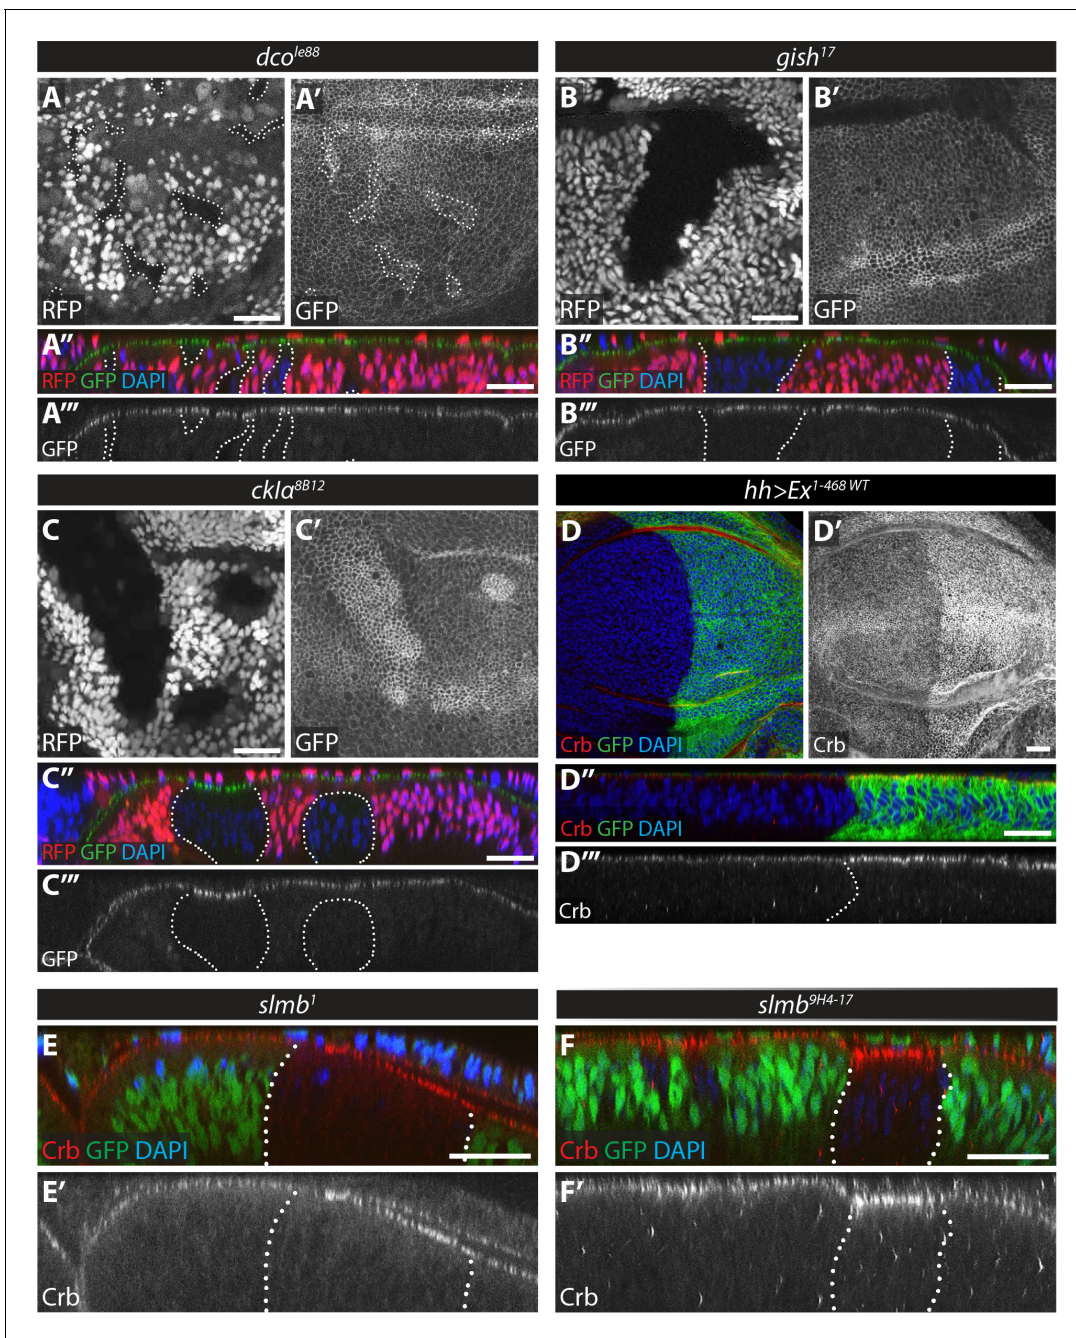 dco^le88
gish^17
A
A'
B
B'
RFP
GFP
RFP
GFP
A''
RFP GFP DAPI
B''
RFP GFP DAPI
A'''
GFP
B'''
GFP
ckIα^8B12
hh>Ex^1-468 WT
C
C'
D
D'
RFP
GFP
Crb GFP DAPI
Crb
C''
RFP GFP DAPI
D''
Crb GFP DAPI
C'''
GFP
D'''
Crb
slmb^1
slmb^9H4-17
E
Crb GFP DAPI
F
Crb GFP DAPI
E'
Crb
F'
Crb